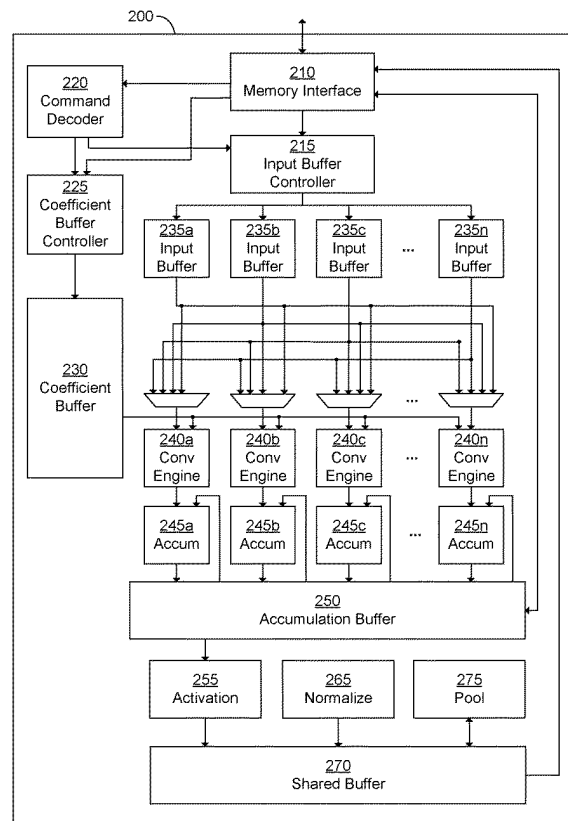 200
210
Memory Interface
220
Command
Decoder
215
Input Buffer
Controller
225
Coefficient
Buffer
Controller
235a
Input
Buffer
235b
Input
Buffer
235c
Input
Buffer
...
235n
Input
Buffer
230
Coefficient
Buffer
...
240a
Conv
Engine
240b
Conv
Engine
240c
Conv
Engine
...
240n
Conv
Engine
245a
Accum
245b
Accum
245c
Accum
...
245n
Accum
250
Accumulation Buffer
255
Activation
265
Normalize
275
Pool
270
Shared Buffer